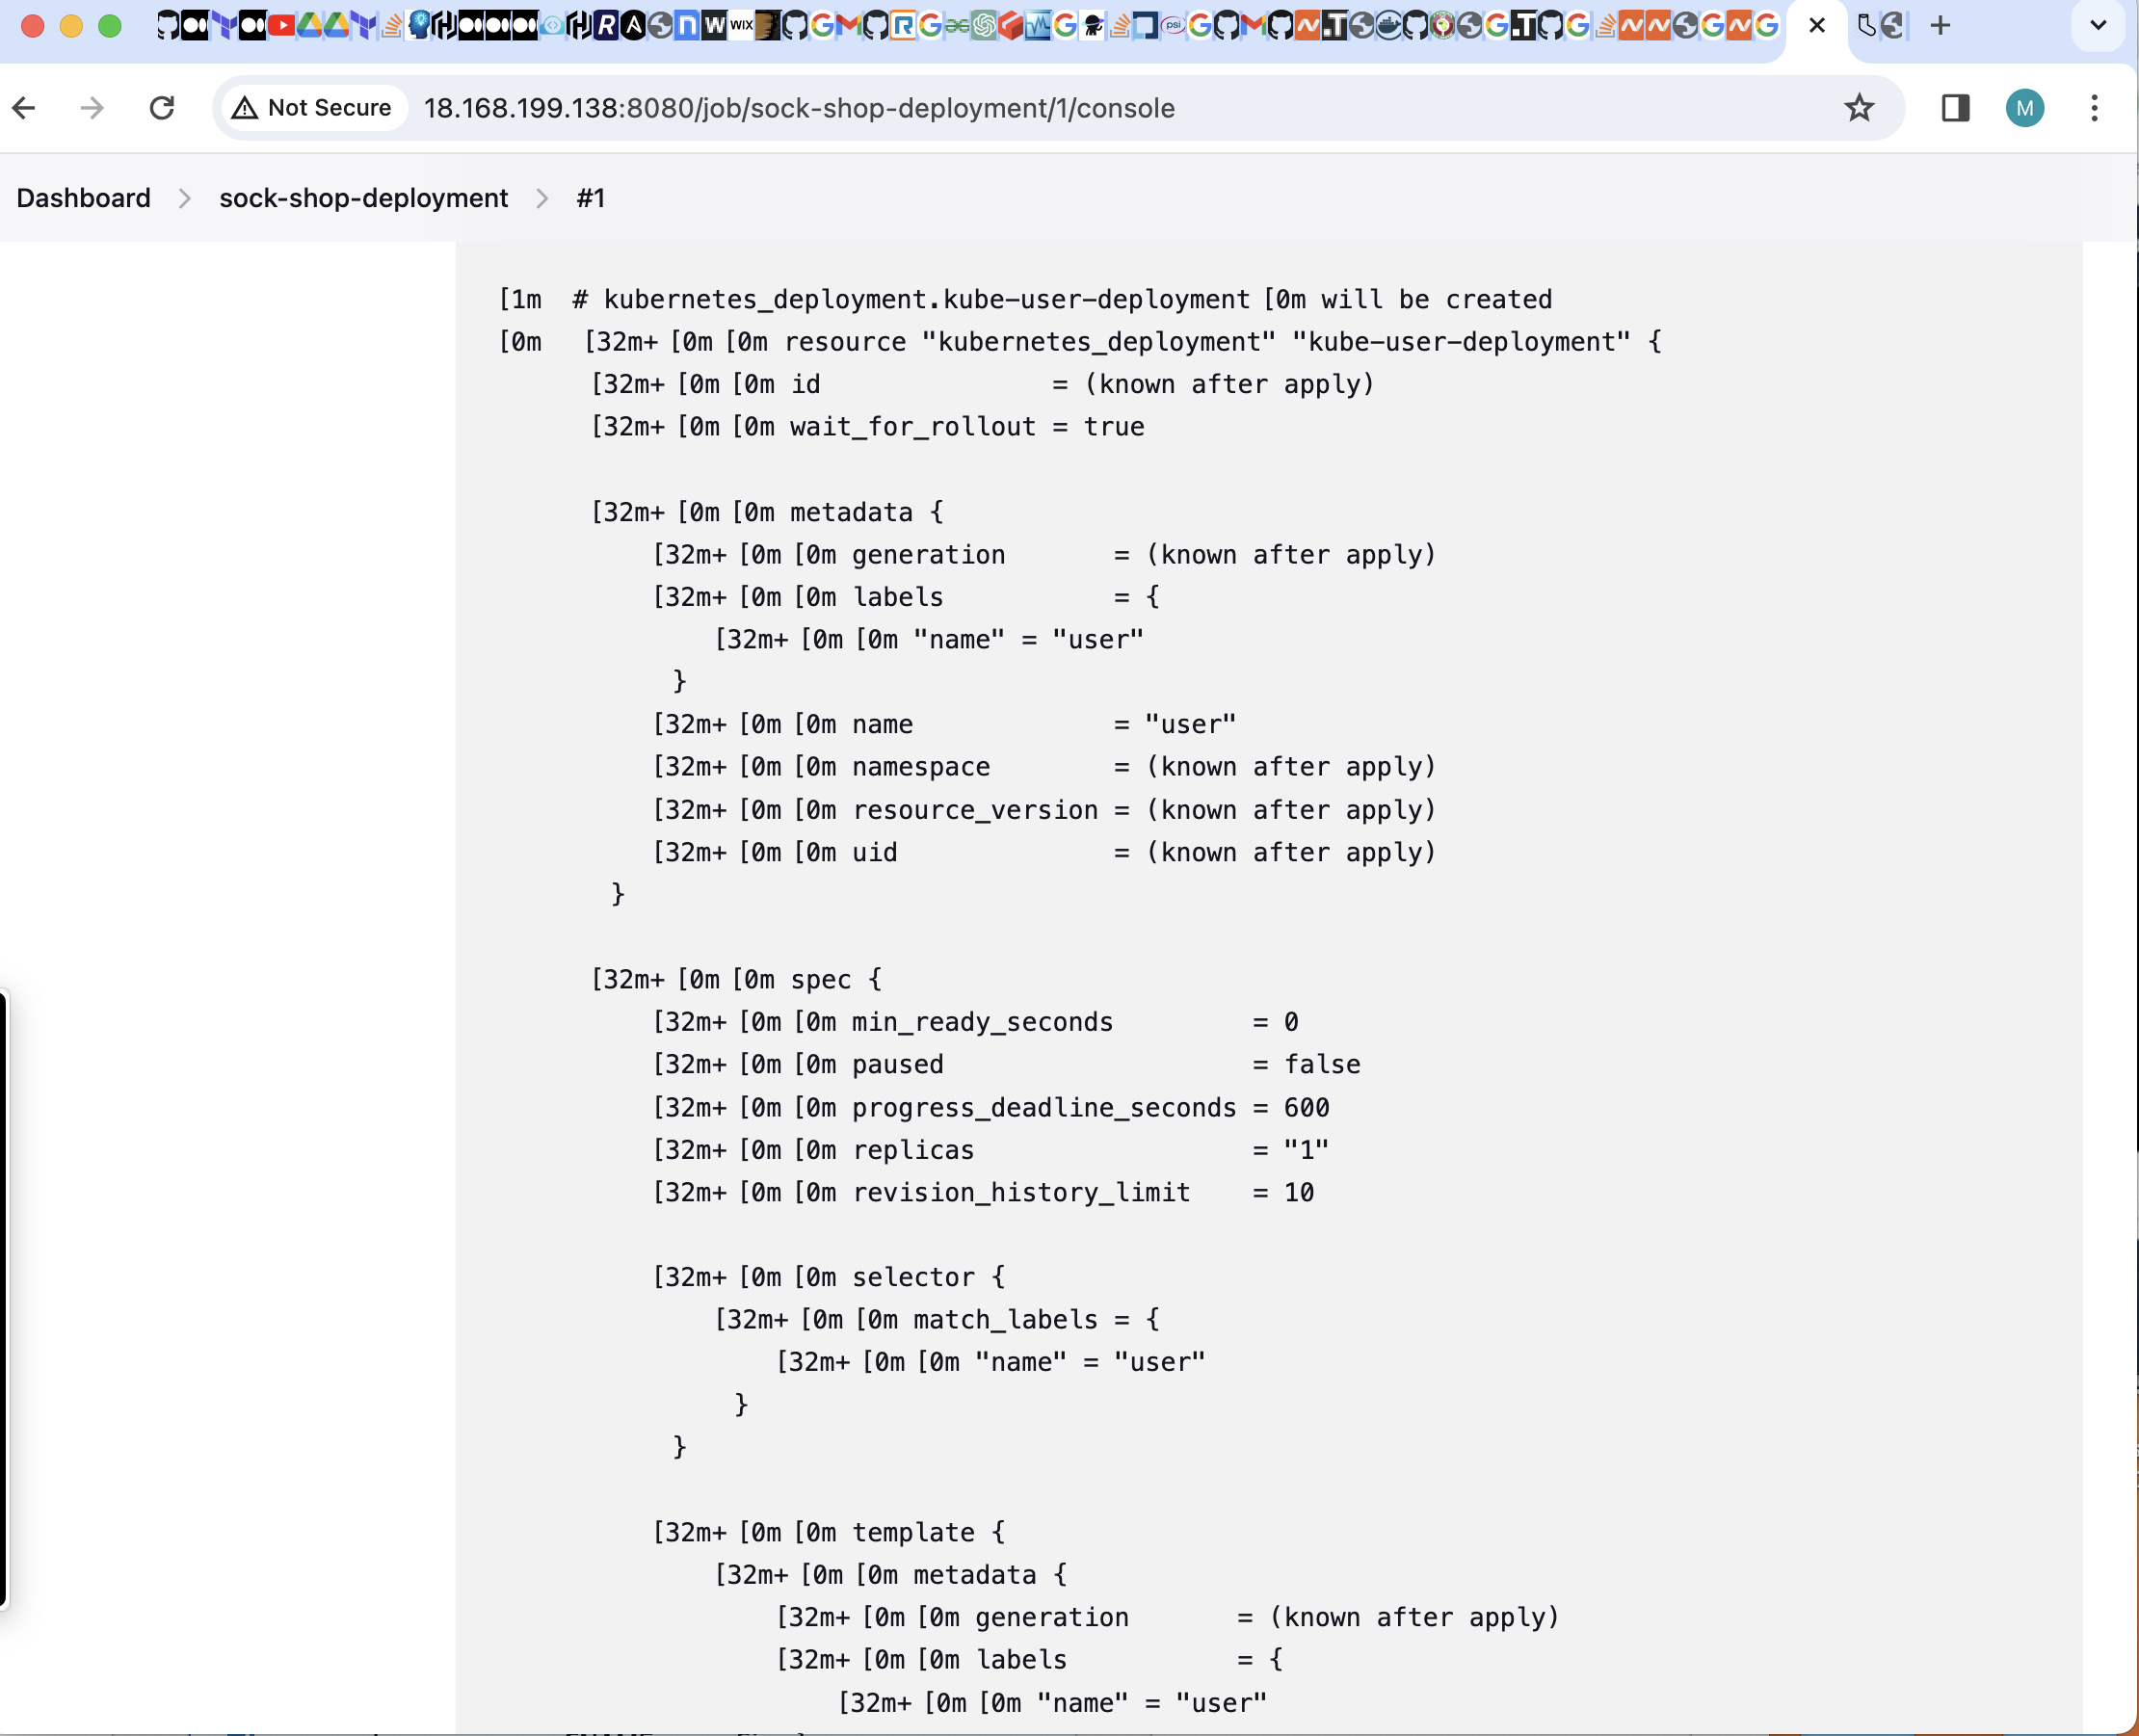 Not Secure 18.168.199.138:8080/job/sock-shop-deployment/1/console
M
Dashboard > sock-shop-deployment > #1
[1m  # kubernetes_deployment.kube-user-deployment [0m will be created
[0m   [32m+ [0m [0m resource "kubernetes_deployment" "kube-user-deployment" {
[32m+ [0m [0m id               = (known after apply)
[32m+ [0m [0m wait_for_rollout = true
[32m+ [0m [0m metadata {
[32m+ [0m [0m generation       = (known after apply)
[32m+ [0m [0m labels           = {
[32m+ [0m [0m "name" = "user"
}
[32m+ [0m [0m name             = "user"
[32m+ [0m [0m namespace        = (known after apply)
[32m+ [0m [0m resource_version = (known after apply)
[32m+ [0m [0m uid              = (known after apply)
}
[32m+ [0m [0m spec {
[32m+ [0m [0m min_ready_seconds         = 0
[32m+ [0m [0m paused                    = false
[32m+ [0m [0m progress_deadline_seconds = 600
[32m+ [0m [0m replicas                  = "1"
[32m+ [0m [0m revision_history_limit    = 10
[32m+ [0m [0m selector {
[32m+ [0m [0m match_labels = {
[32m+ [0m [0m "name" = "user"
}
}
[32m+ [0m [0m template {
[32m+ [0m [0m metadata {
[32m+ [0m [0m generation       = (known after apply)
[32m+ [0m [0m labels           = {
[32m+ [0m [0m "name" = "user"